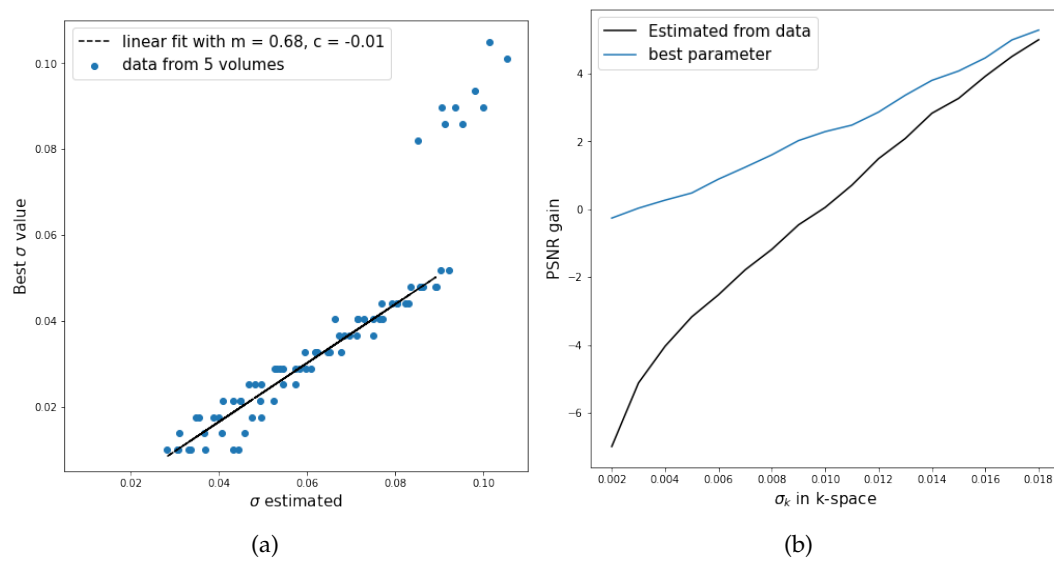 linear fit with m = 0.68, c = -0.01
data from 5 volumes
0.10
0.08
0.06
0.04
0.02
Best σ value
0.02 0.04 0.06 0.08 0.10
σ estimated
(a)
Estimated from data
best parameter
4
2
0
−2
−4
−6
PSNR gain
0.002 0.004 0.006 0.008 0.010 0.012 0.014 0.016 0.018
σk in k-space
(b)